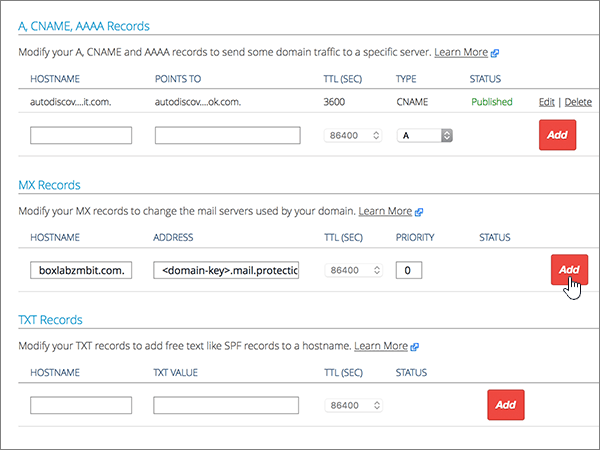 A, CNAME, AAAA Records
Modify your A, CNAME and AAAA records to send some domain traffic to a specific server. Learn More
HOSTNAME POINTS TO TTL (SEC) TYPE STATUS
autodiscov....it.com. autodiscov....ok.com. 3600 CNAME Published Edit | Delete
86400 A Add
MX Records
Modify your MX records to change the mail servers used by your domain. Learn More
HOSTNAME ADDRESS TTL (SEC) PRIORITY STATUS
boxlabzmbit.com. <domain-key>.mail.protectic 86400 0 Add
TXT Records
Modify your TXT records to add free text like SPF records to a hostname. Learn More
HOSTNAME TXT VALUE TTL (SEC) STATUS
86400 Add